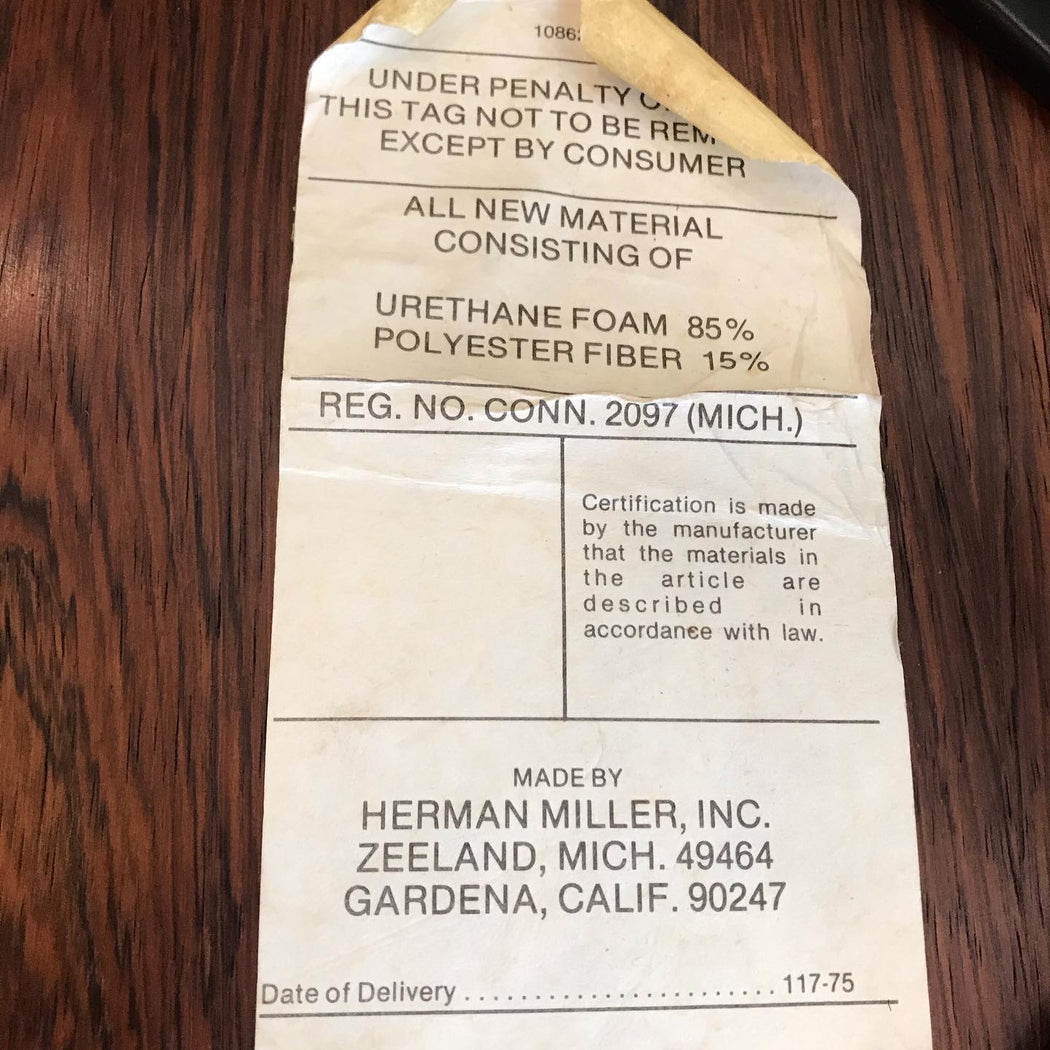 1086
UNDER PENALTY
THIS TAG NOT TO BE REM
EXCEPT BY CONSUMER
ALL NEW MATERIAL
CONSISTING OF
URETHANE FOAM 85%
POLYESTER FIBER 15%
REG. NO. CONN. 2097 (MICH.)
Certification is made
by the manufacturer
that the materials in
the article are
described in
accordance with law.
MADE BY
HERMAN MILLER, INC.
ZEELAND, MICH. 49464
GARDENA, CALIF. 90247
Date of Delivery ........................ 117-75